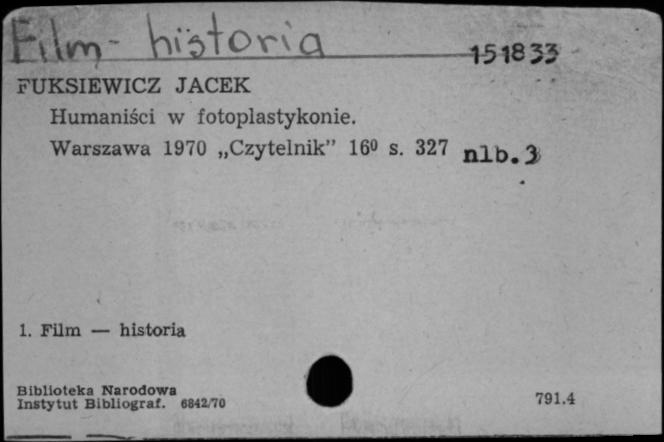 Film - historia
151833
FUKSIEWICZ JACEK
Humaniści w fotoplastykonie.
Warszawa 1970 „Czytelnik” 16⁰ s. 327 nlb. 3
1. Film — historia
Biblioteka Narodowa
Instytut Bibliograf. 6842/70
791.4